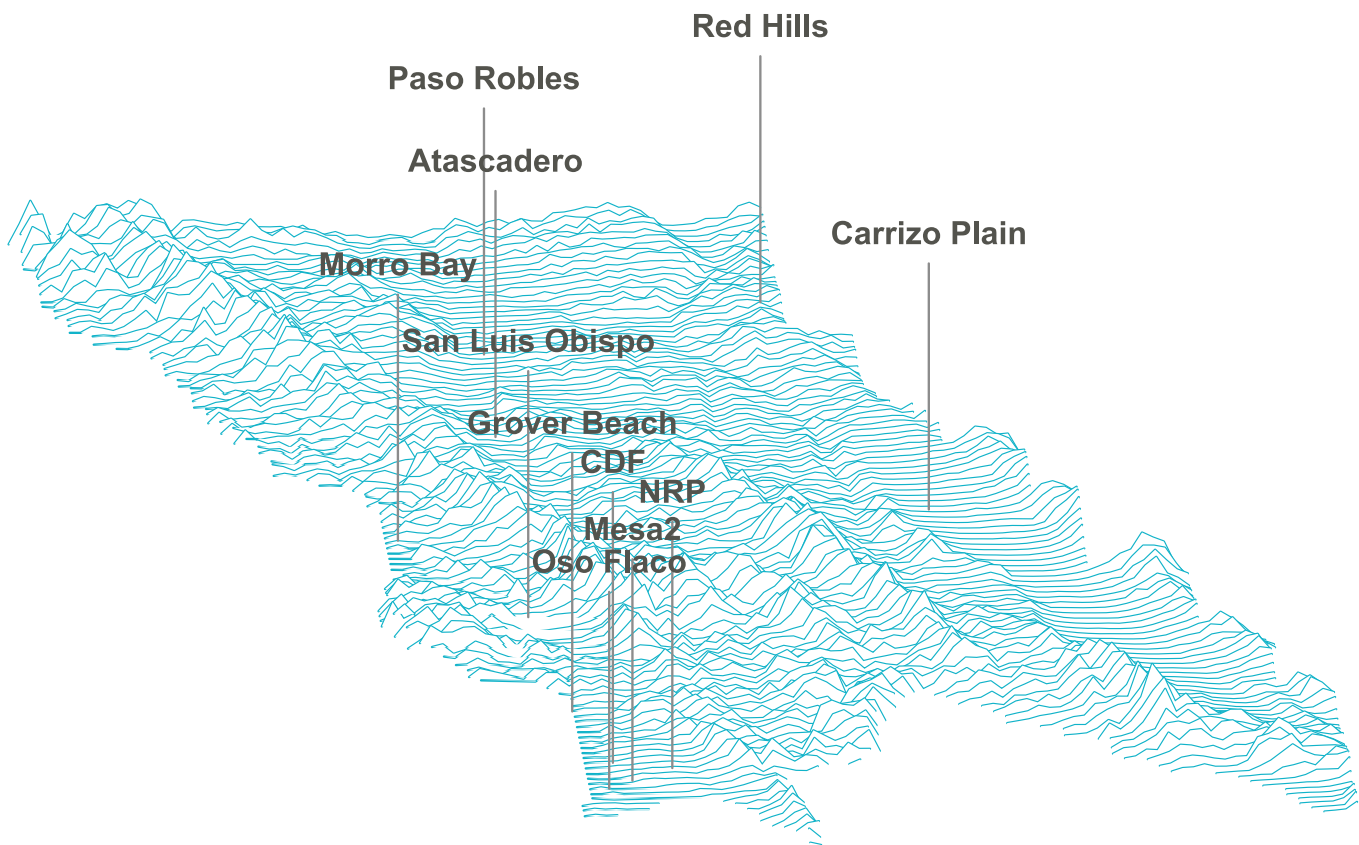 Red Hills
Paso Robles
Atascadero
Carrizo Plain
Morro Bay
San Luis Obispo
Grover Beach
CDF
NRP
Mesa2
Oso Flaco